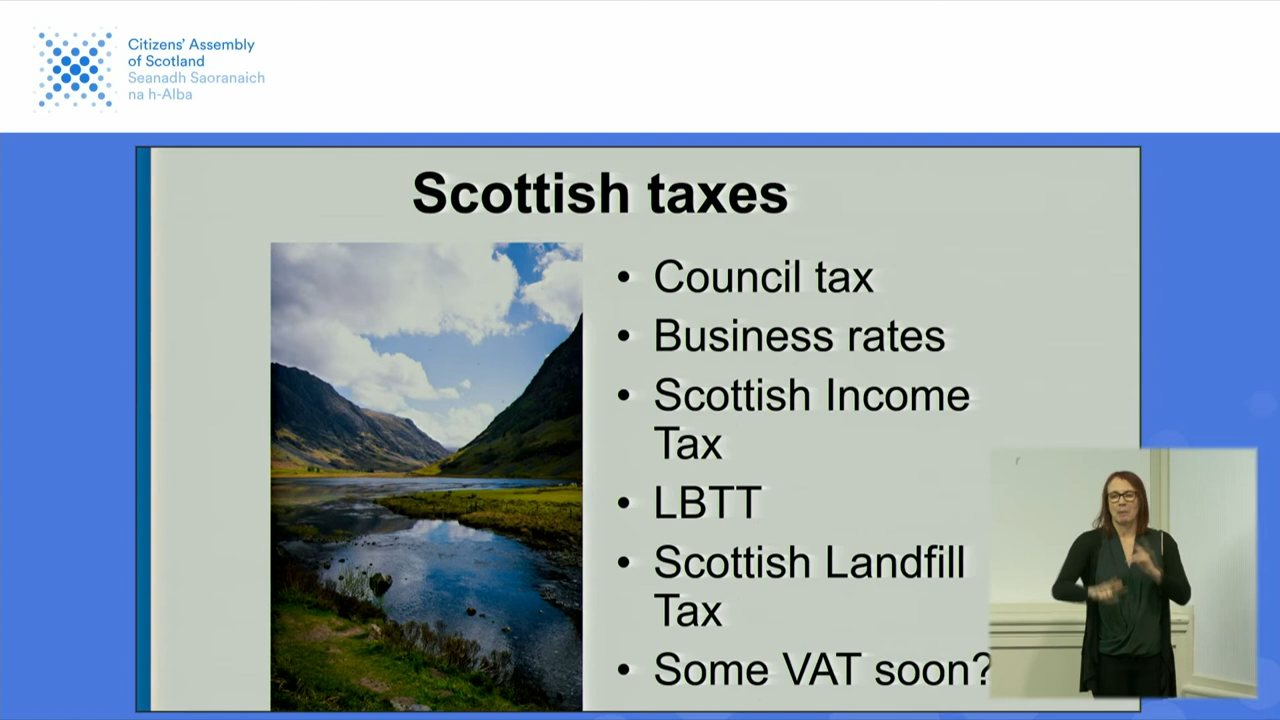 Citizens' Assembly
of Scotland
Seanadh Saoranaich
na h-Alba
Scottish taxes
• Council tax
• Business rates
• Scottish Income
Tax
• LBTT
• Scottish Landfill
Tax
• Some VAT soon?